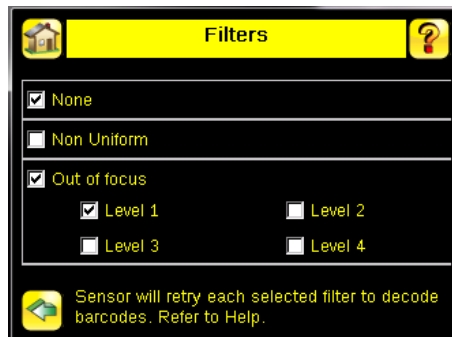 Filters
?
None
Non Uniform
Out of focus
Level 1 Level 2
Level 3 Level 4
Sensor will retry each selected filter to decode
barcodes. Refer to Help.